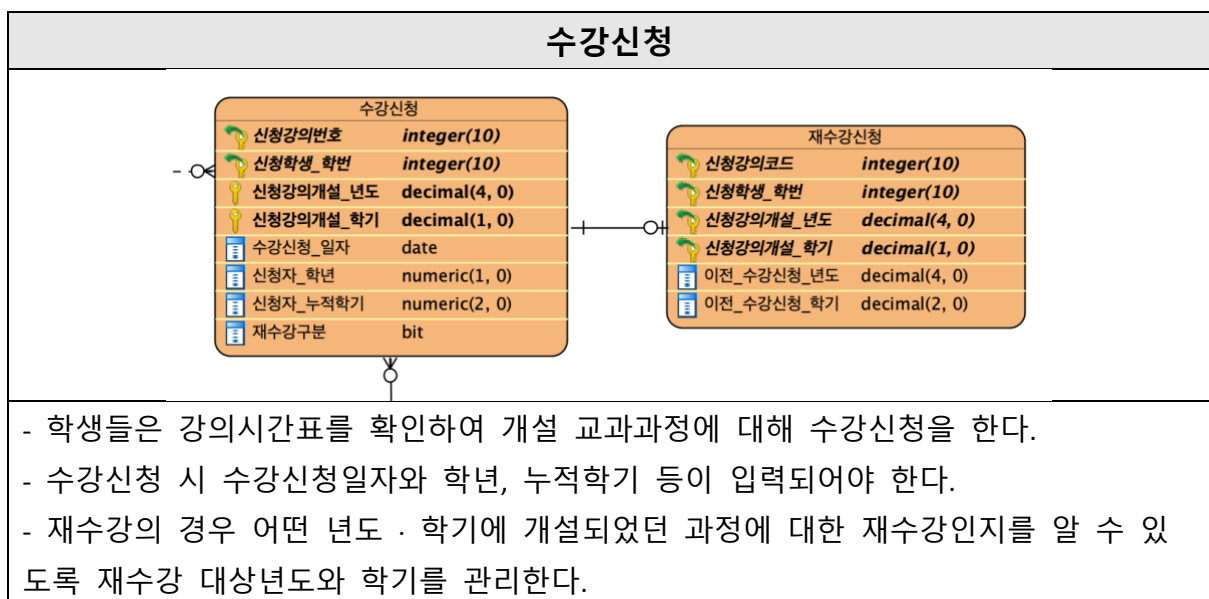 수강신청
수강신청
신청강의번호 integer(10)
신청학생_학번 integer(10)
신청강의개설_년도 decimal(4, 0)
신청강의개설_학기 decimal(1, 0)
수강신청_일자 date
신청자_학년 numeric(1, 0)
신청자_누적학기 numeric(2, 0)
재수강구분 bit
재수강신청
신청강의코드 integer(10)
신청학생_학번 integer(10)
신청강의개설_년도 decimal(4, 0)
신청강의개설_학기 decimal(1, 0)
이전_수강신청_년도 decimal(4, 0)
이전_수강신청_학기 decimal(2, 0)
- 학생들은 강의시간표를 확인하여 개설 교과과정에 대해 수강신청을 한다.
- 수강신청 시 수강신청일자와 학년, 누적학기 등이 입력되어야 한다.
- 재수강의 경우 어떤 년도 · 학기에 개설되었던 과정에 대한 재수강인지를 알 수 있
도록 재수강 대상년도와 학기를 관리한다.